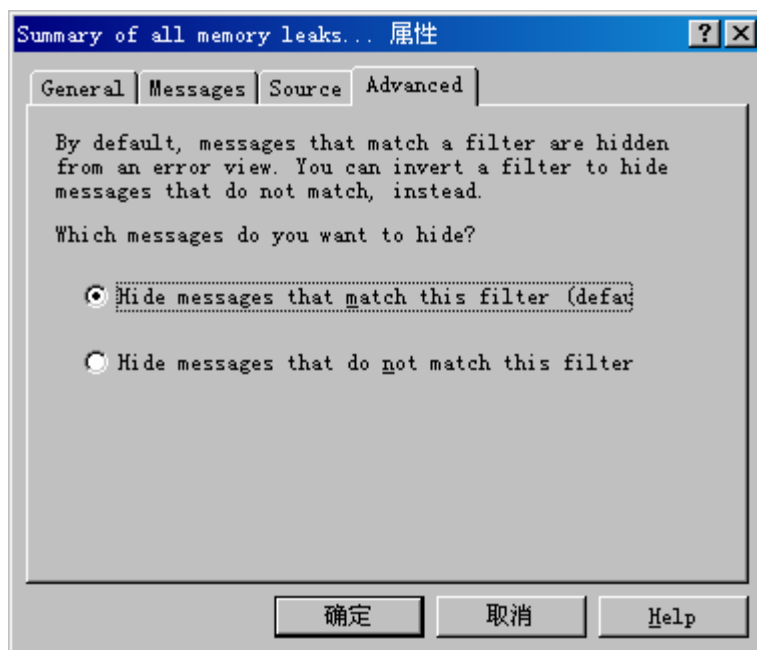 Summary of all memory leaks... 属性
General Messages Source Advanced
By default, messages that match a filter are hidden
from an error view. You can invert a filter to hide
messages that do not match, instead.
Which messages do you want to hide?
Hide messages that match this filter (defau
Hide messages that do not match this filter
确定 取消 Help